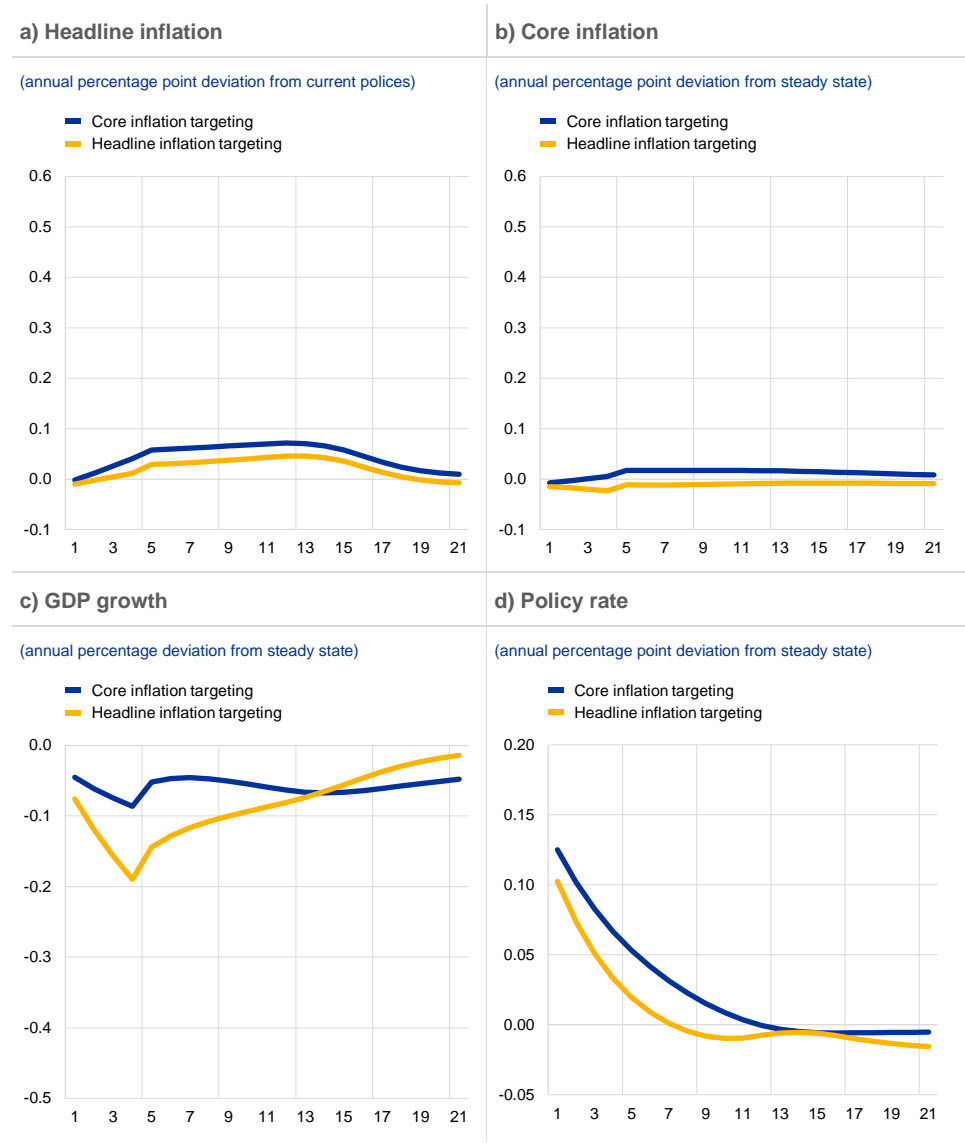 a) Headline inflation
(annual percentage point deviation from current polices)
Core inflation targeting
Headline inflation targeting
0.6
0.5
0.4
0.3
0.2
0.1
0.0
-0.1
1 3 5 7 9 11 13 15 17 19 21
b) Core inflation
(annual percentage point deviation from steady state)
Core inflation targeting
Headline inflation targeting
0.6
0.5
0.4
0.3
0.2
0.1
0.0
-0.1
1 3 5 7 9 11 13 15 17 19 21
c) GDP growth
(annual percentage deviation from steady state)
Core inflation targeting
Headline inflation targeting
0.0
-0.1
-0.2
-0.3
-0.4
-0.5
1 3 5 7 9 11 13 15 17 19 21
d) Policy rate
(annual percentage point deviation from steady state)
Core inflation targeting
Headline inflation targeting
0.20
0.15
0.10
0.05
0.00
-0.05
1 3 5 7 9 11 13 15 17 19 21